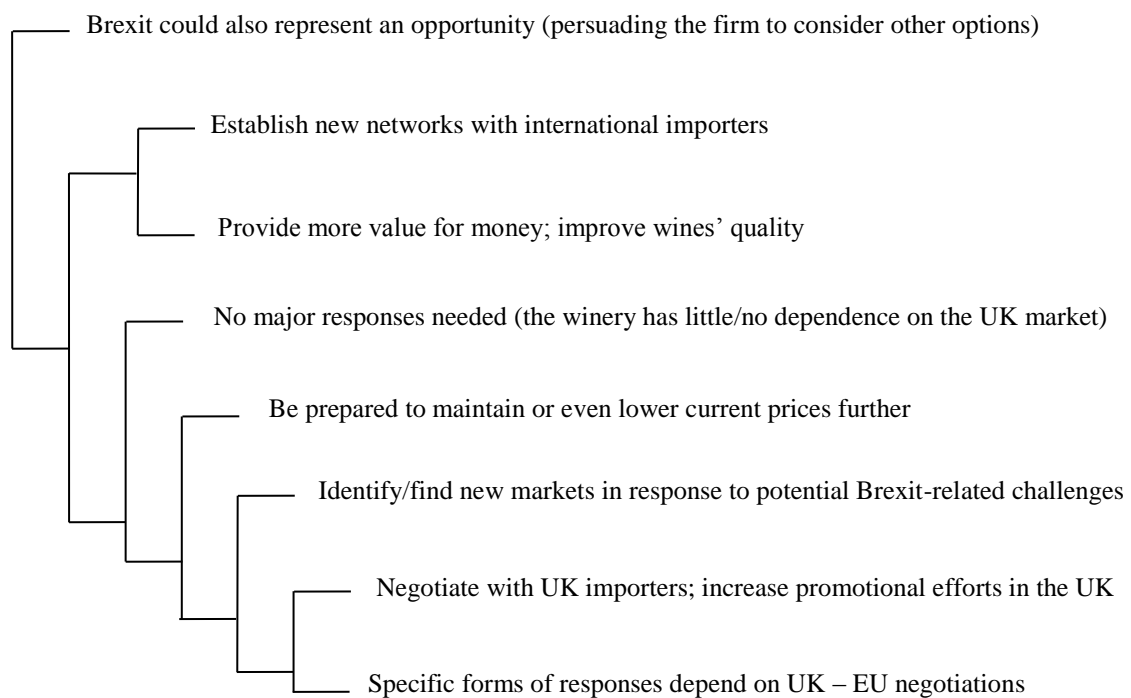 Brexit could also represent an opportunity (persuading the firm to consider other options)
Establish new networks with international importers
Provide more value for money; improve wines’ quality
No major responses needed (the winery has little/no dependence on the UK market)
Be prepared to maintain or even lower current prices further
Identify/find new markets in response to potential Brexit-related challenges
Negotiate with UK importers; increase promotional efforts in the UK
Specific forms of responses depend on UK – EU negotiations